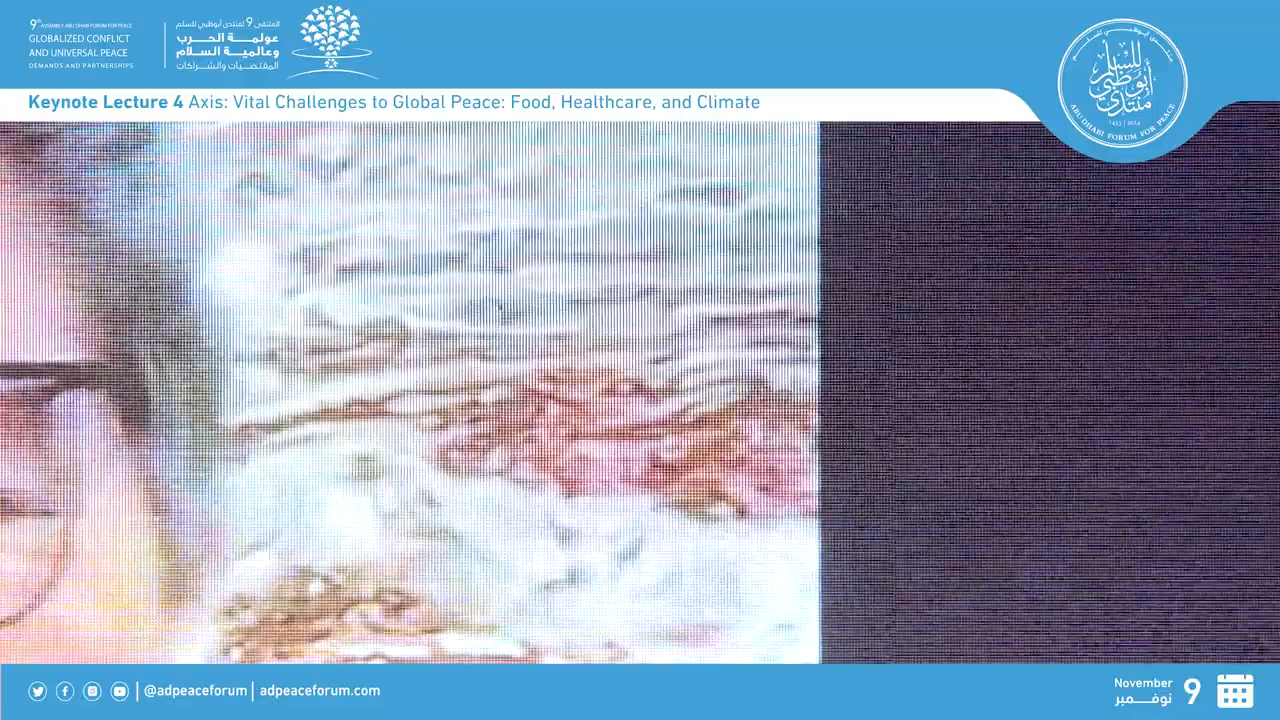 9th ASSEMBLY ABU DHABI FORUM FOR PEACE
GLOBALIZED CONFLICT
AND UNIVERSAL PEACE
DEMANDS AND PARTNERSHIPS
الملتقى 9 لمنتدى أبوظبي للسلم
عولمة الحرب
وعالمية السلام
المقتضيات والشراكات
منتدى أبوظبي للسلم
ABU DHABI FORUM FOR PEACE
Keynote Lecture 4 Axis: Vital Challenges to Global Peace: Food, Healthcare, and Climate
@adpeaceforum | adpeaceforum.com
November
نوفمبر
9